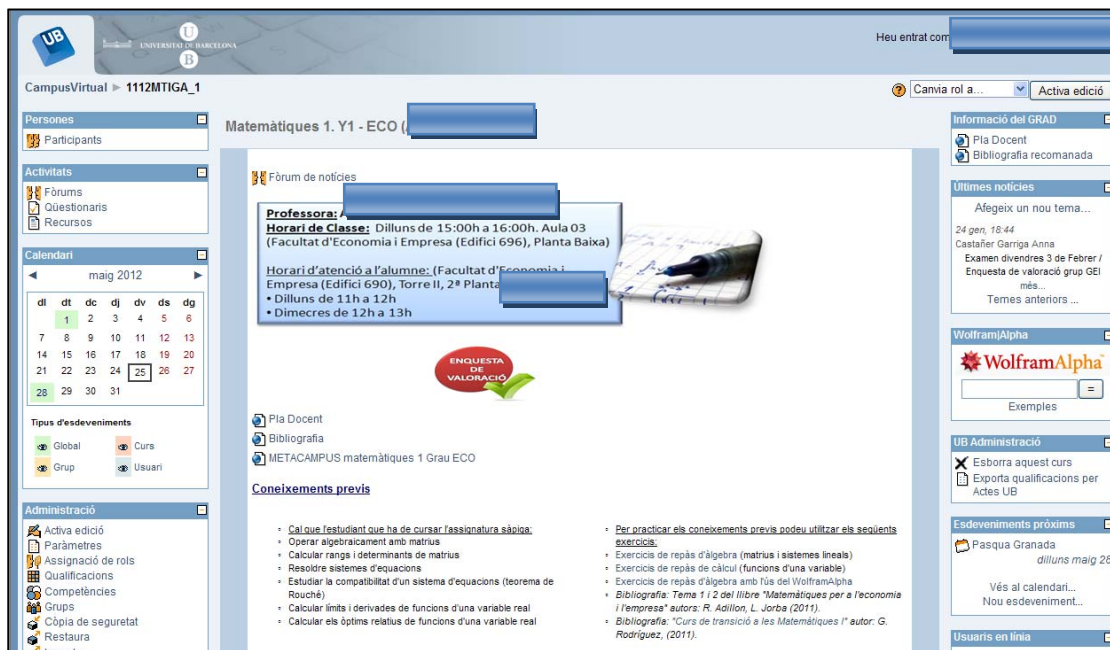 UB
UNIVERSITAT DE BARCELONA
U
B
Heu entrat com
CampusVirtual ► 1112MTIGA_1
Canvia rol a...
Activa edició
Persones
Participants
Activitats
Fòrums
Qüestionaris
Recursos
Calendari
◄ maig 2012 ►
dl dt dc dj dv ds dg
1 2 3 4 5 6
7 8 9 10 11 12 13
14 15 16 17 18 19 20
21 22 23 24 25 26 27
28 29 30 31
Tipus d'esdeveniments
Global Curs
Grup Usuari
Administració
Activa edició
Paràmetres
Assignació de rols
Qualificacions
Competències
Grups
Còpia de seguretat
Restaura
Matemàtiques 1. Y1 - ECO (
Fòrum de notícies
Professora:
Horari de Classe: Dilluns de 15:00h a 16:00h. Aula 03
(Facultat d'Economia i Empresa (Edifici 696), Planta Baixa)
Horari d'atenció a l'alumne: (Facultat d'Economia i
Empresa (Edifici 690), Torre II, 2ª Planta
• Dilluns de 11h a 12h
• Dimecres de 12h a 13h
ENQUESTA
DE
VALORACIÓ
Pla Docent
Bibliografia
METACAMPUS matemàtiques 1 Grau ECO
Coneixements previs
◦ Cal que l'estudiant que ha de cursar l'assignatura sàpiga:
◦ Operar algebraicament amb matrius
◦ Calcular rangs i determinants de matrius
◦ Resoldre sistemes d'equacions
◦ Estudiar la compatibilitat d'un sistema d'equacions (teorema de
Rouché)
◦ Calcular límits i derivades de funcions d'una variable real
◦ Calcular els òptims relatius de funcions d'una variable real
◦ Per practicar els coneixements previs podeu utilitzar els següents
exercicis:
◦ Exercicis de repàs d'àlgebra (matrius i sistemes lineals)
◦ Exercicis de repàs de càlcul (funcions d'una variable)
◦ Exercicis de repàs d'àlgebra amb l'ús del WolframAlpha
◦ Bibliografia: Tema 1 i 2 del llibre "Matemàtiques per a l'economia
i l'empresa" autors: R. Adillon, L. Jorba (2011).
◦ Bibliografia: "Curs de transició a les Matemàtiques I" autor: G.
Rodríguez, (2011).
Informació del GRAD
Pla Docent
Bibliografia recomanada
Últimes notícies
Afegeix un nou tema...
24 gen, 18:44
Castañer Garriga Anna
Examen divendres 3 de Febrer /
Enquesta de valoració grup GEI
més...
Temes anteriors ...
Wolfram|Alpha
WolframAlpha
=
Exemples
UB Administració
Esborra aquest curs
Exporta qualificacions per
Actes UB
Esdeveniments pròxims
Pasqua Granada
dilluns maig 28
Vés al calendari...
Nou esdeveniment...
Usuaris en línia